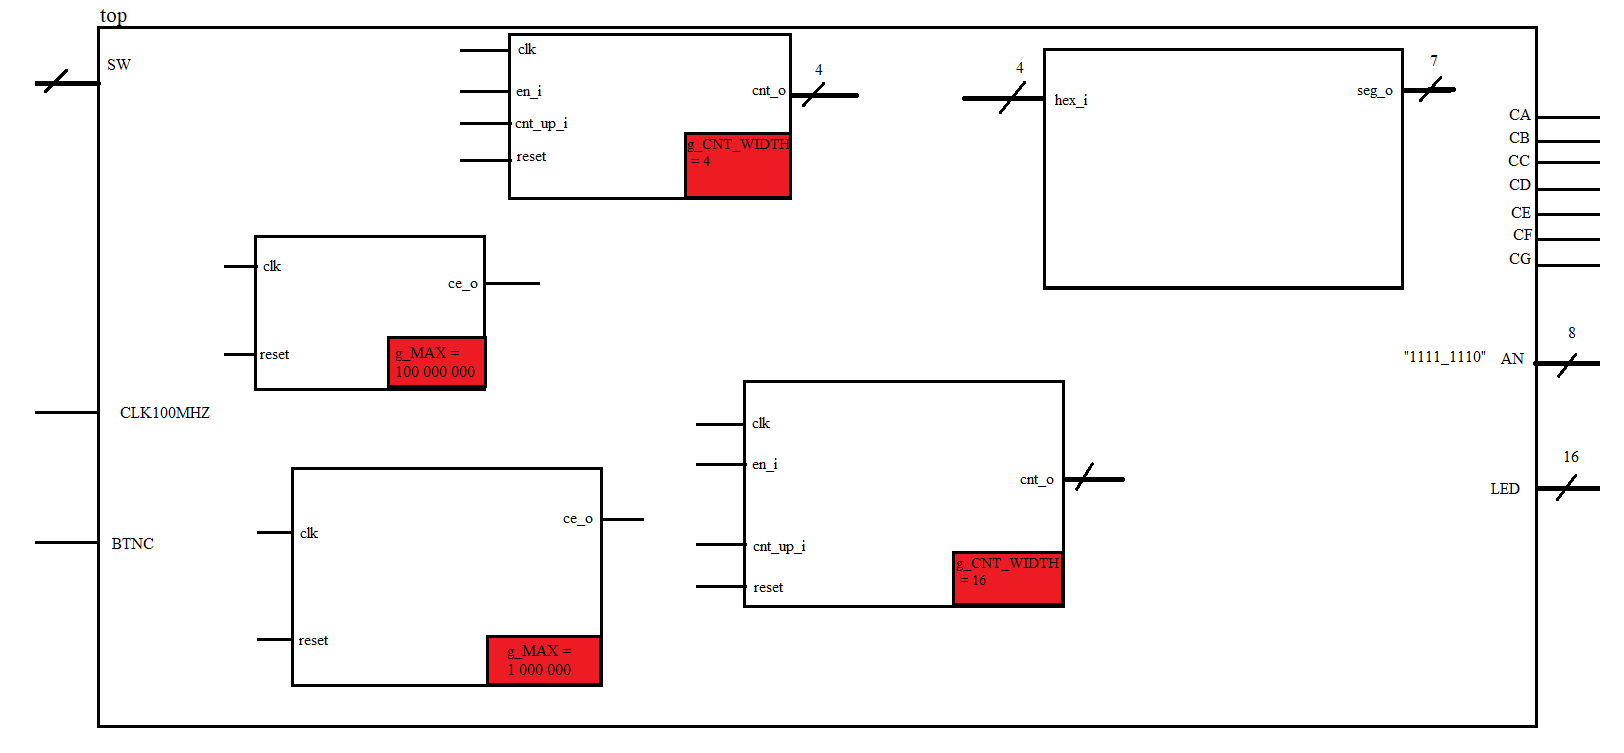 top
SW
clk
en_i
cnt_up_i
reset
cnt_o
4
g_CNT_WIDTH
= 4
4
hex_i
seg_o
7
CA
CB
CC
CD
CE
CF
CG
clk
reset
ce_o
g_MAX =
100 000 000
"1111_1110" AN
8
CLK100MHZ
clk
en_i
cnt_up_i
reset
cnt_o
g_CNT_WIDTH
= 16
LED
16
BTNC
clk
reset
ce_o
g_MAX =
1 000 000